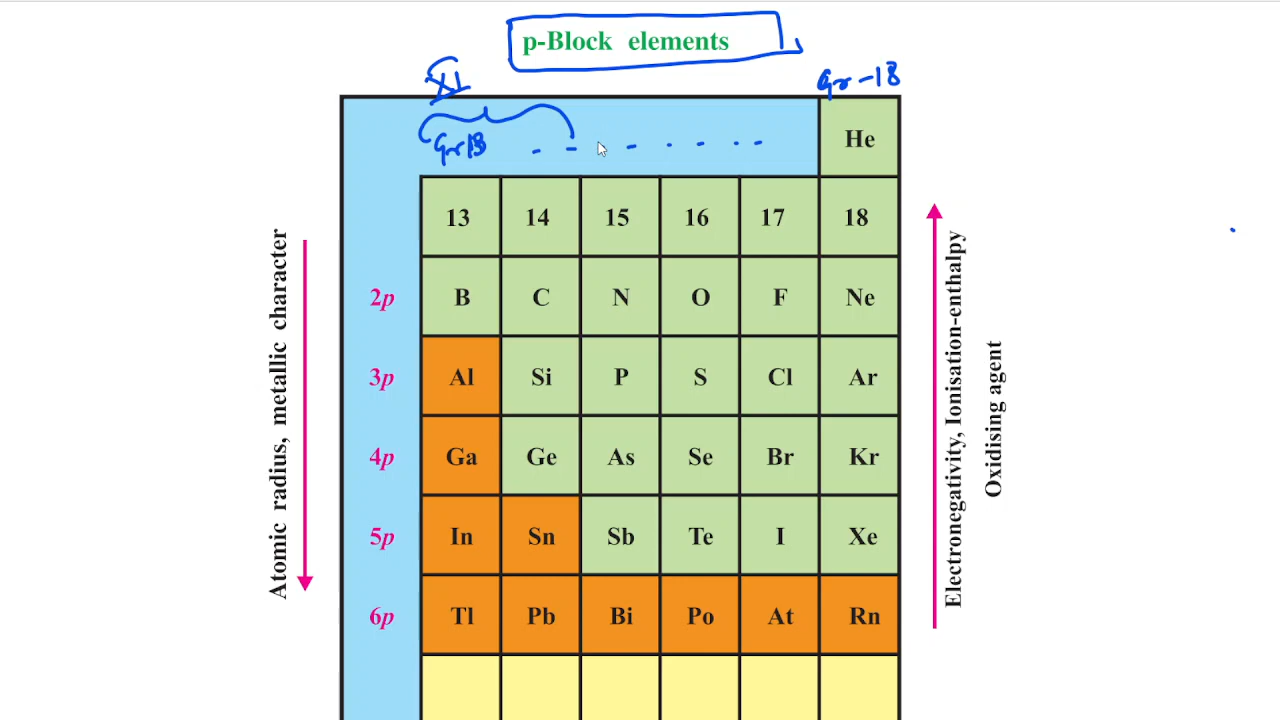 p-Block elements
XI
Gr-18
Gr 13
He
13 14 15 16 17 18
2p B C N O F Ne
3p Al Si P S Cl Ar
4p Ga Ge As Se Br Kr
5p In Sn Sb Te I Xe
6p Tl Pb Bi Po At Rn
Atomic radius, metallic character
Electronegativity, Ionisation-enthalpy
Oxidising agent